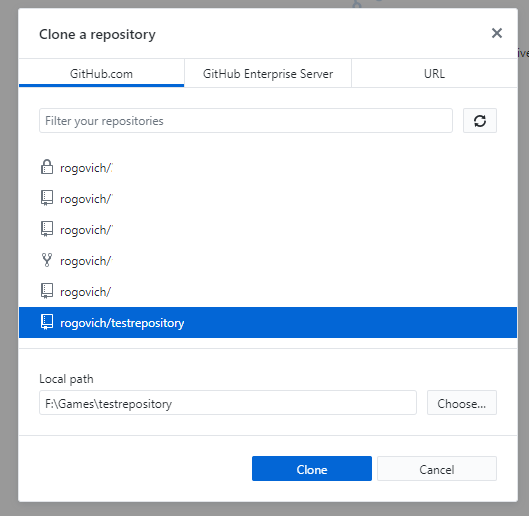 Clone a repository
GitHub.com GitHub Enterprise Server URL
Filter your repositories
rogovich/
rogovich/
rogovich/
rogovich/
rogovich/
rogovich/testrepository
Local path
F:\Games\testrepository Choose...
Clone Cancel